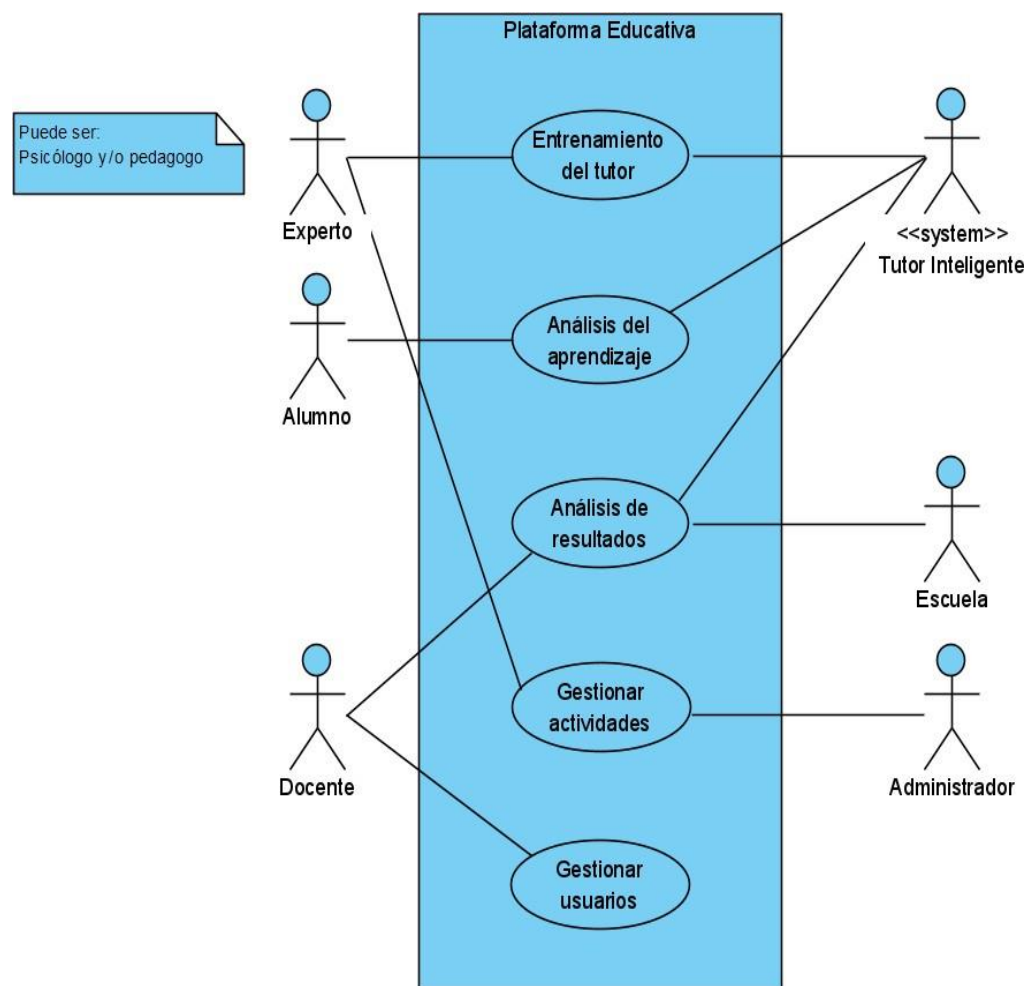 Plataforma Educativa
Puede ser:
Psicólogo y/o pedagogo
Experto
Entrenamiento
del tutor
<<system>>
Tutor Inteligente
Alumno
Análisis del
aprendizaje
Análisis de
resultados
Escuela
Docente
Gestionar
actividades
Administrador
Gestionar
usuarios